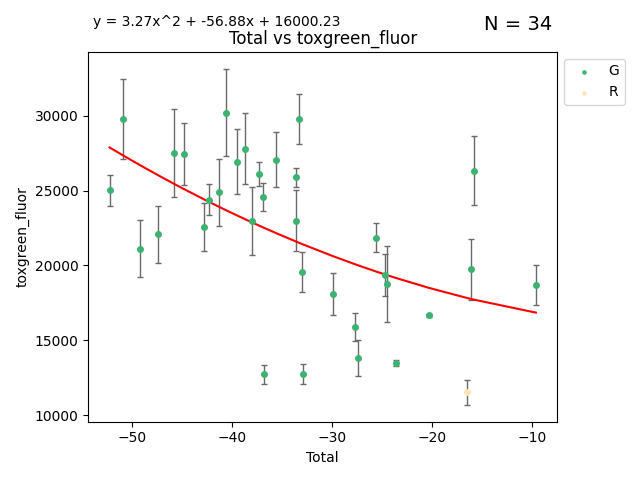 y = 3.27x^2 + -56.88x + 16000.23
N = 34
Total vs toxgreen_fluor
G
R
30000
25000
20000
15000
10000
toxgreen_fluor
−50
−40
−30
−20
−10
Total